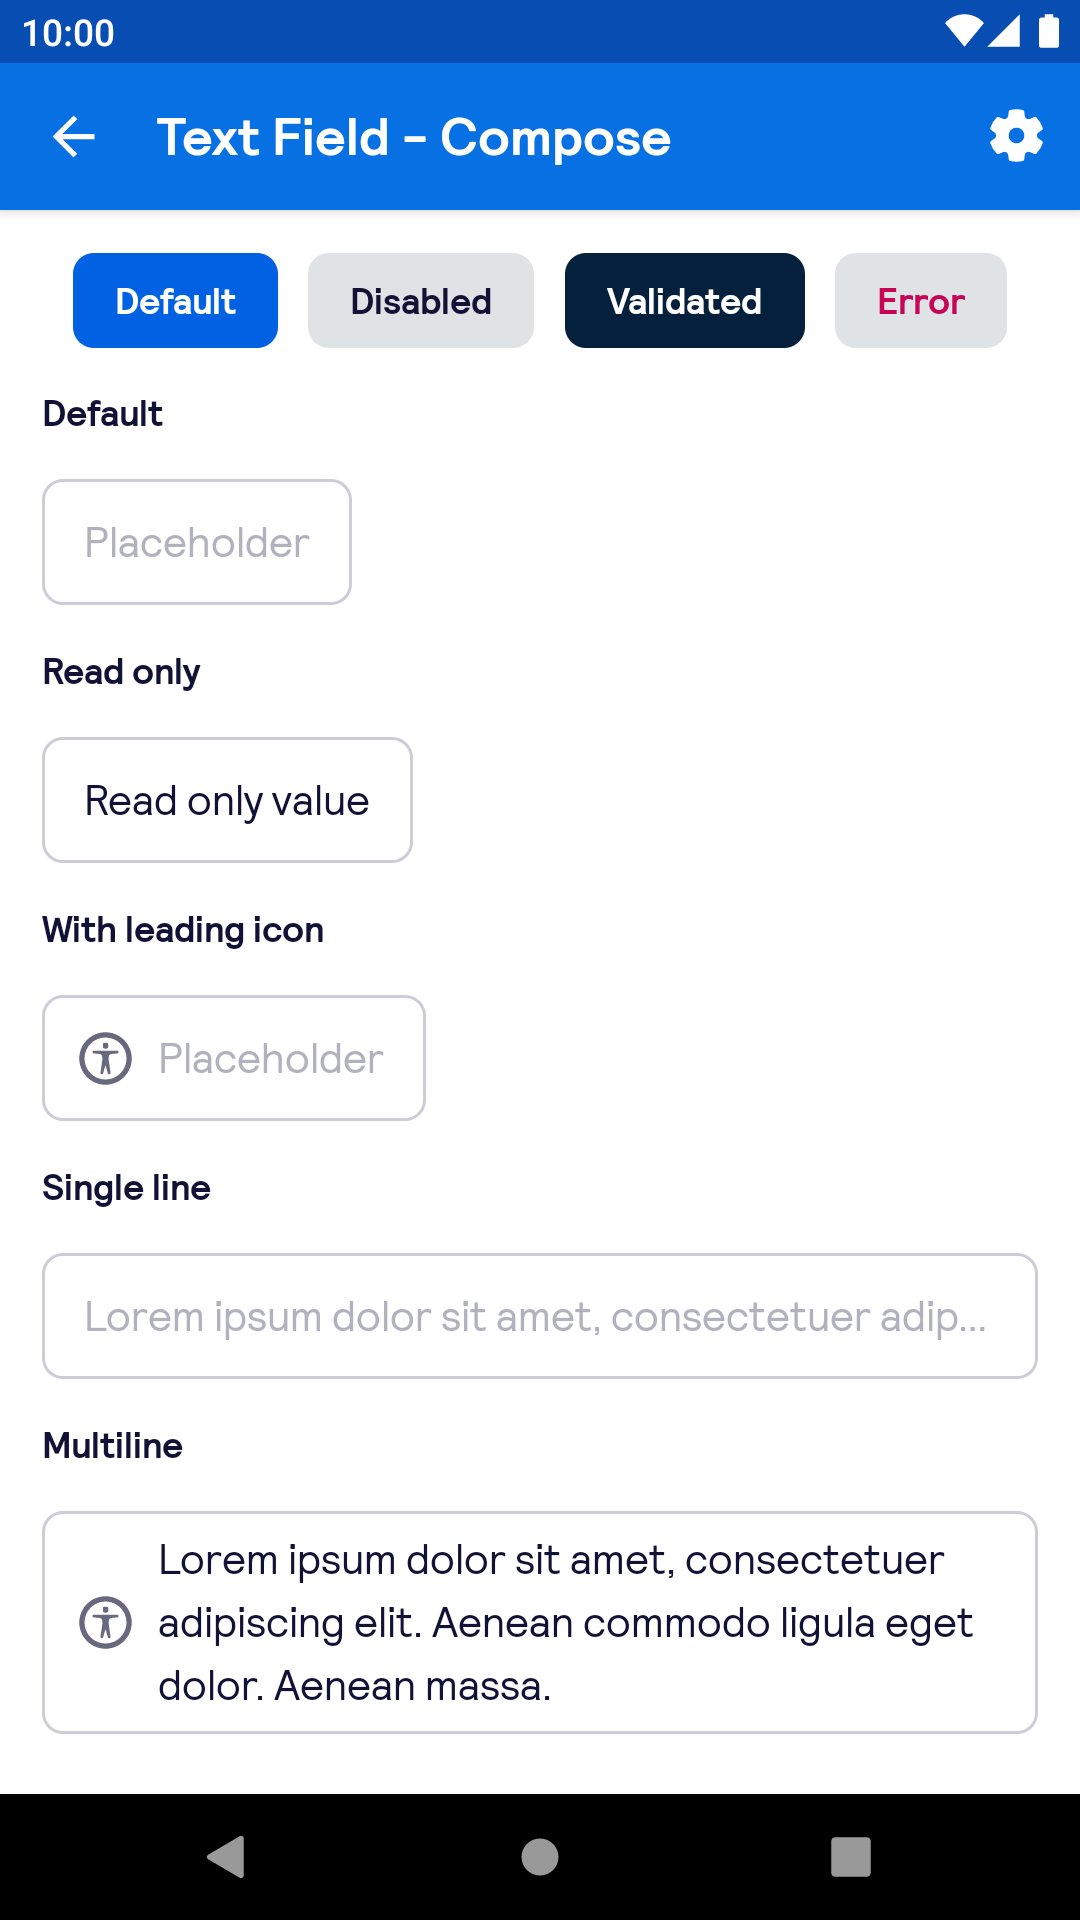 10:00
Text Field - Compose
Default Disabled Validated Error
Default
Placeholder
Read only
Read only value
With leading icon
Placeholder
Single line
Lorem ipsum dolor sit amet, consectetuer adip...
Multiline
Lorem ipsum dolor sit amet, consectetuer
adipiscing elit. Aenean commodo ligula eget
dolor. Aenean massa.